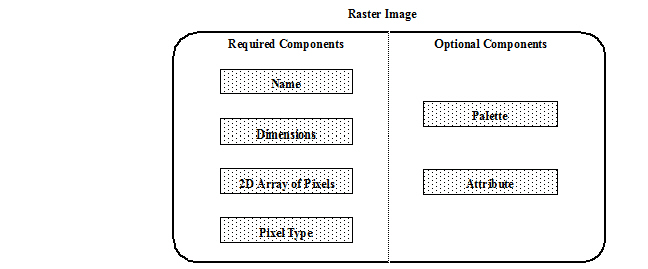 Raster Image
Required Components
Optional Components
Name
Dimensions
2D Array of Pixels
Pixel Type
Palette
Attribute